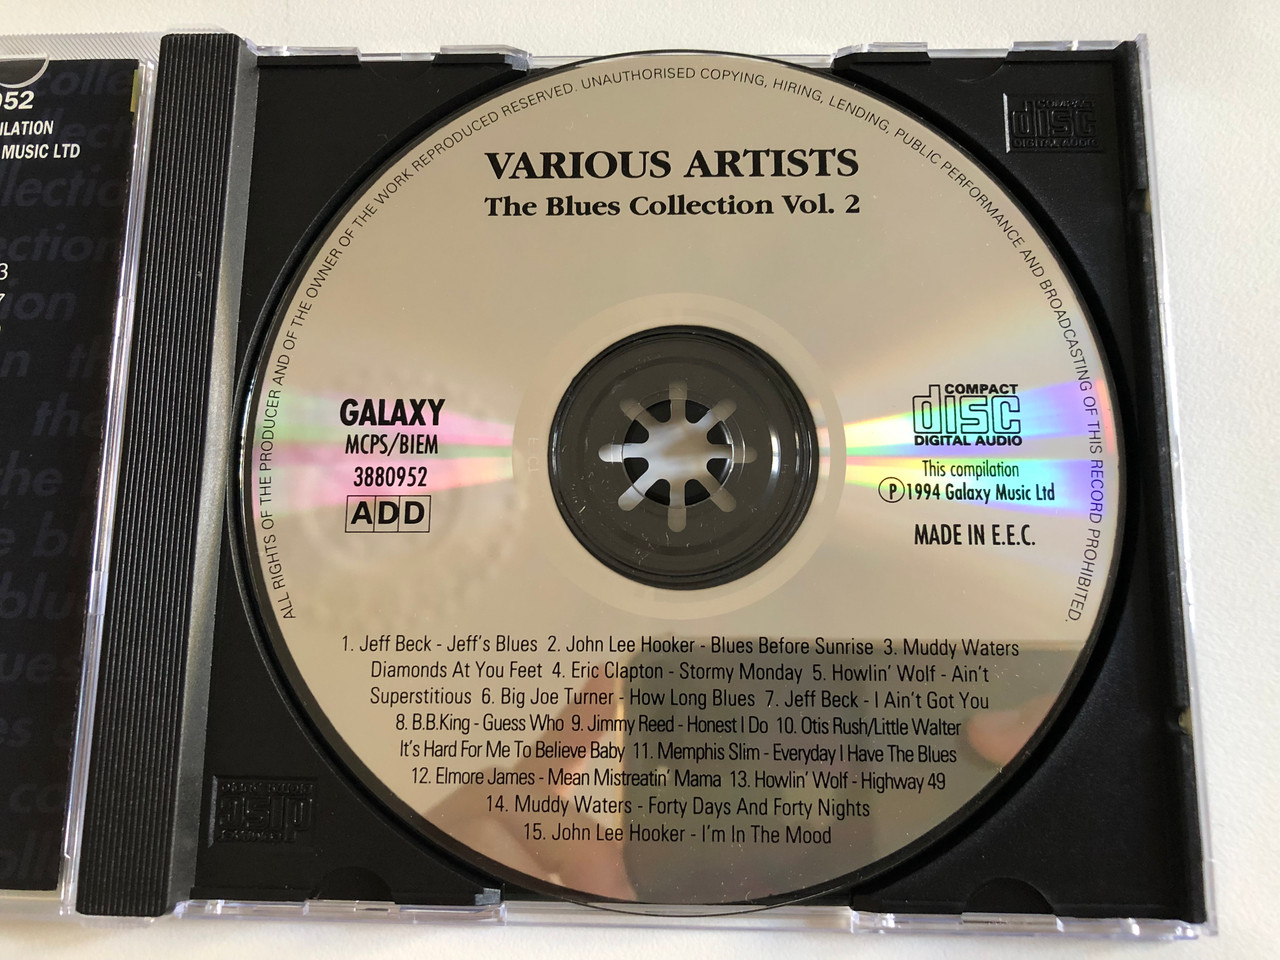 952
ILATION
MUSIC LTD
ALL RIGHTS OF THE PRODUCER AND OF THE OWNER OF THE WORK REPRODUCED RESERVED. UNAUTHORISED COPYING, HIRING, LENDING, PUBLIC PERFORMANCE AND BROADCASTING OF THIS RECORD PROHIBITED.
VARIOUS ARTISTS
The Blues Collection Vol. 2
GALAXY
MCPS/BIEM
3880952
ADD
COMPACT
disc
DIGITAL AUDIO
This compilation
Ⓟ1994 Galaxy Music Ltd
MADE IN E.E.C.
1. Jeff Beck - Jeff's Blues 2. John Lee Hooker - Blues Before Sunrise 3. Muddy Waters
Diamonds At You Feet 4. Eric Clapton - Stormy Monday 5. Howlin' Wolf - Ain't
Superstitious 6. Big Joe Turner - How Long Blues 7. Jeff Beck - I Ain't Got You
8. B.B.King - Guess Who 9. Jimmy Reed - Honest I Do 10. Otis Rush/Little Walter
It's Hard For Me To Believe Baby 11. Memphis Slim - Everyday I Have The Blues
12. Elmore James - Mean Mistreatin' Mama 13. Howlin' Wolf - Highway 49
14. Muddy Waters - Forty Days And Forty Nights
15. John Lee Hooker - I'm In The Mood
COMPACT
disc
DIGITAL AUDIO